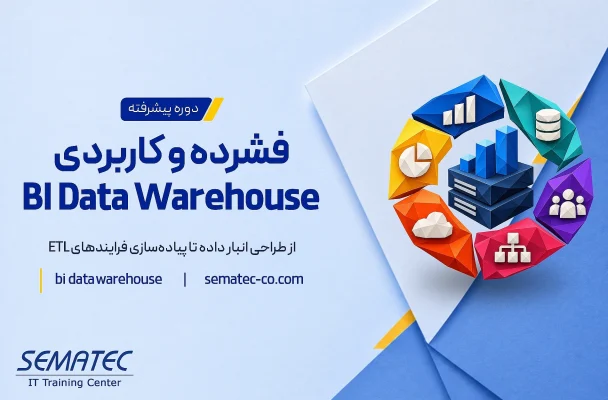 دوره پیشرفته
فشرده و کاربردی
BI Data Warehouse
از طراحی انبار داده تا پیاده‌سازی فرایندهای ETL
bi data warehouse | sematec-co.com
SEMATEC
IT Training Center